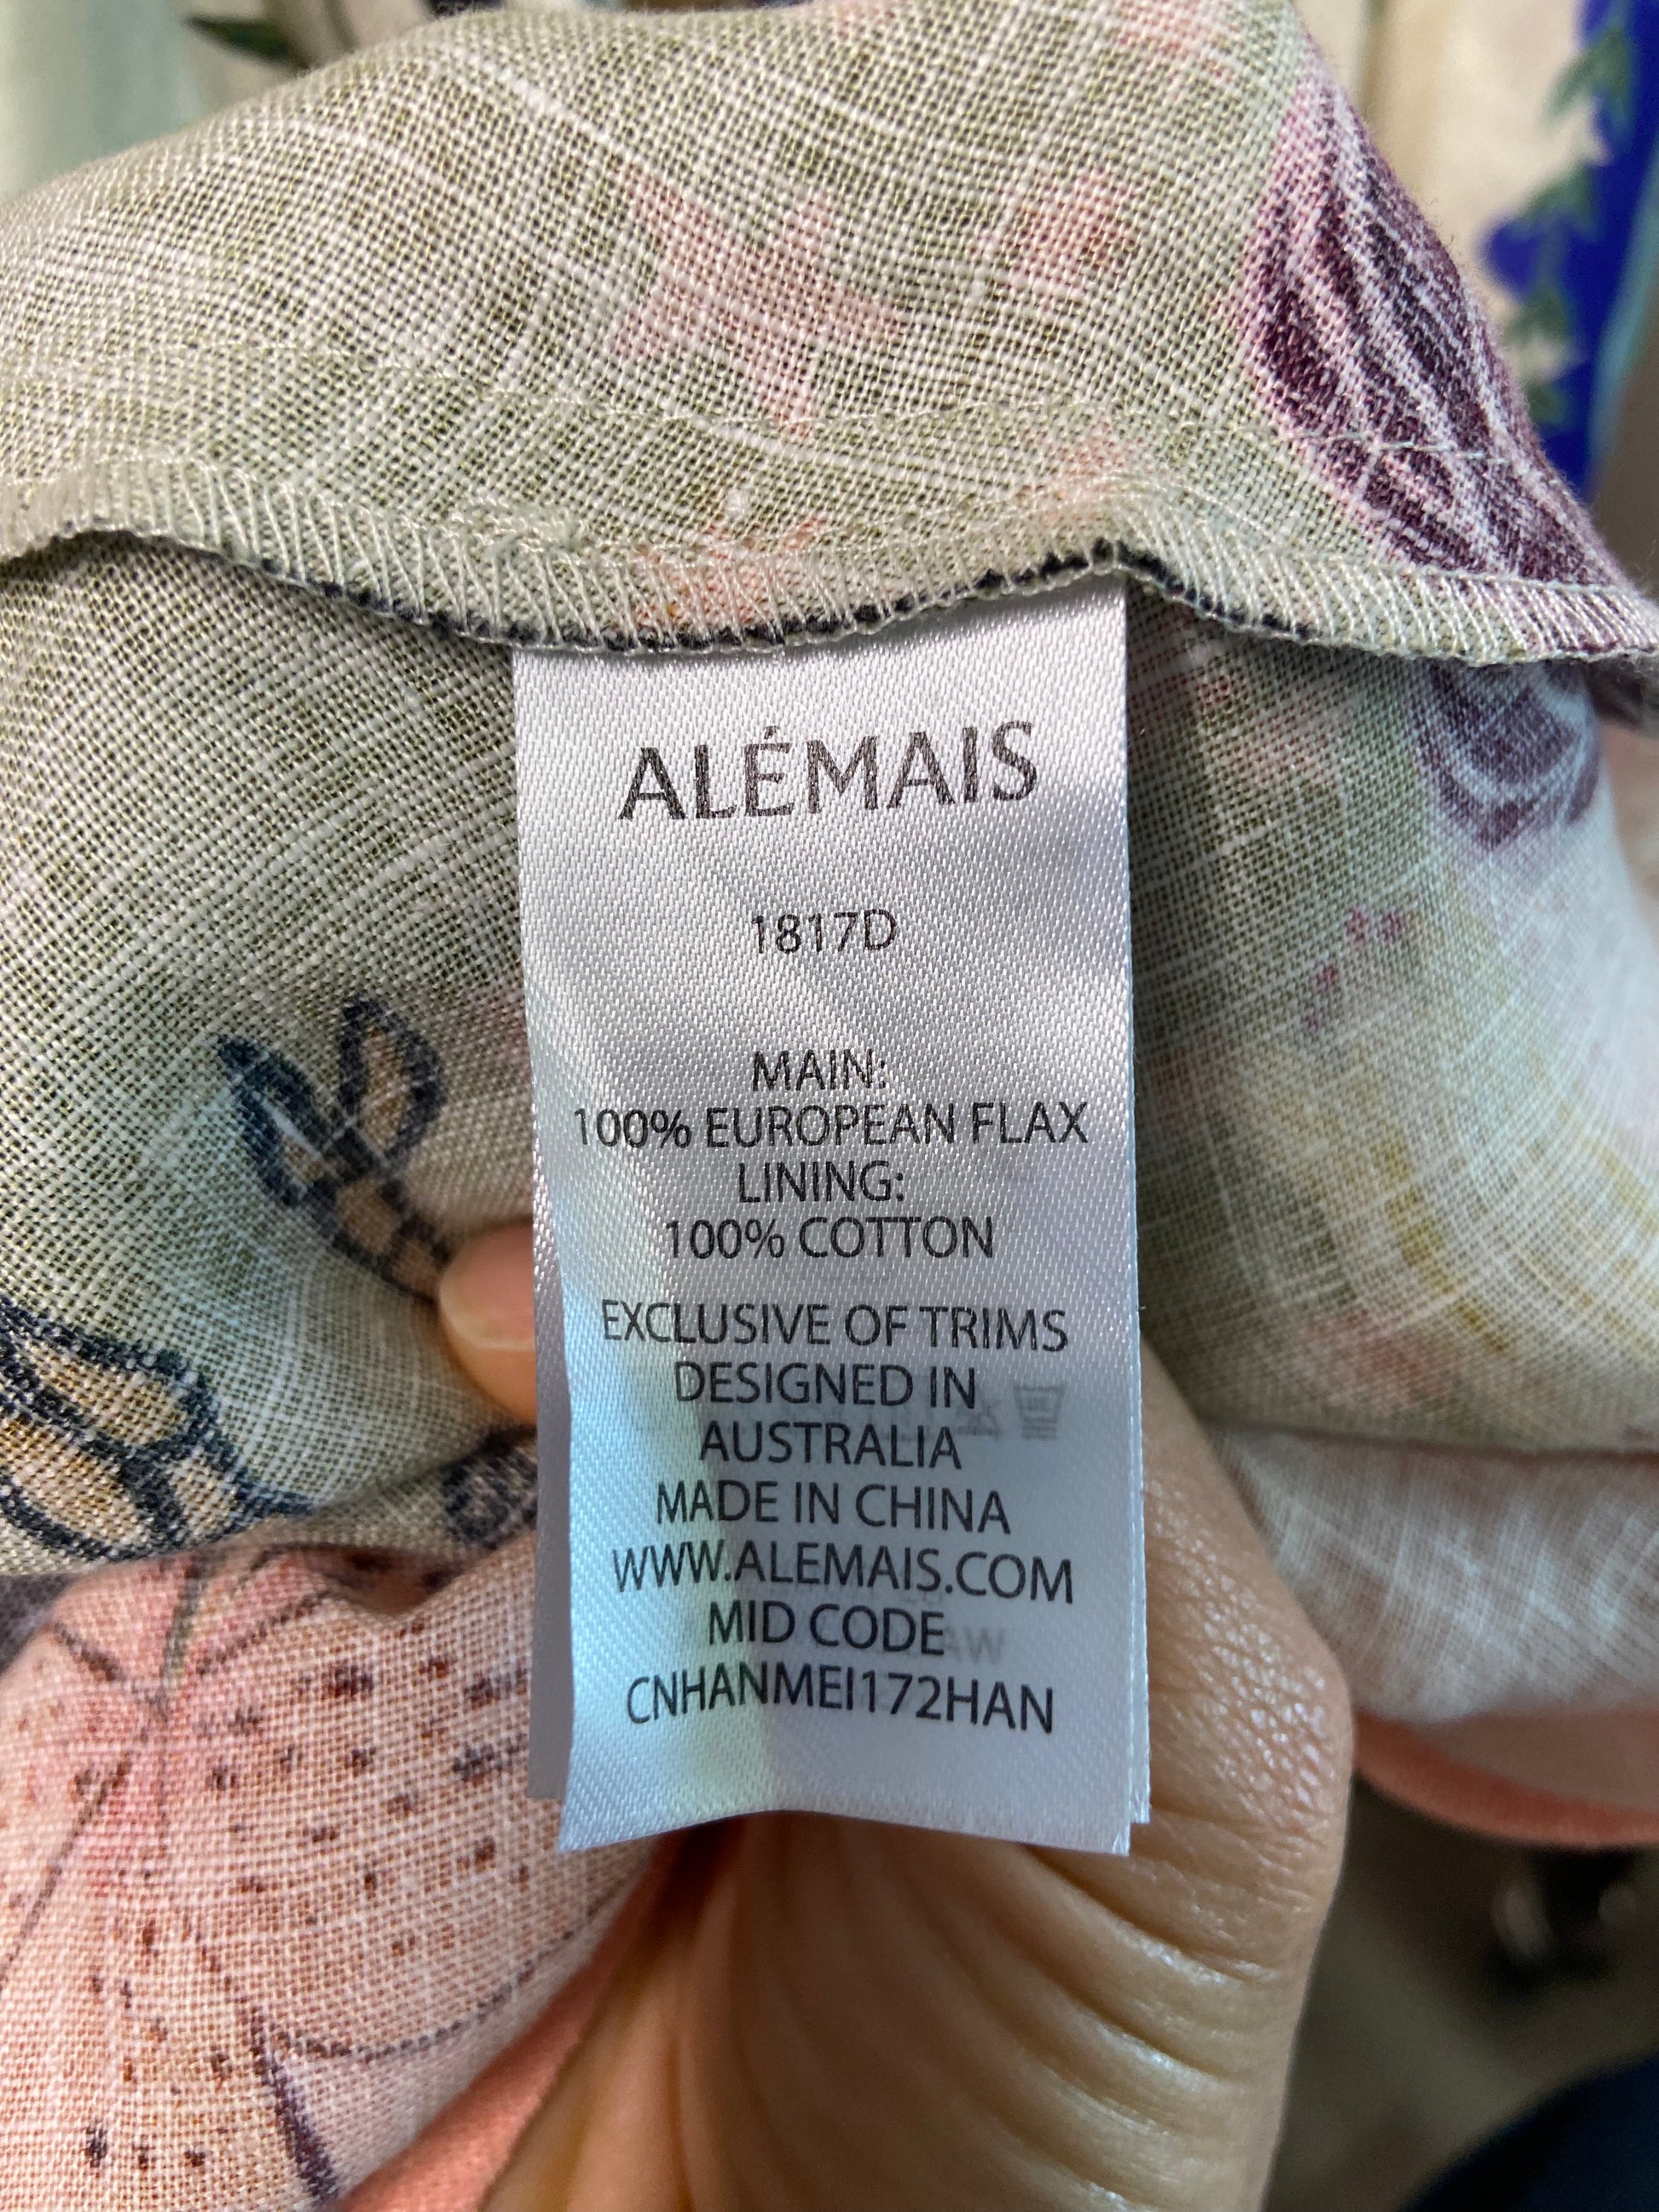 ALÉMAIS
1817D
MAIN:
100% EUROPEAN FLAX
LINING:
100% COTTON
EXCLUSIVE OF TRIMS
DESIGNED IN
AUSTRALIA
MADE IN CHINA
WWW.ALEMAIS.COM
MID CODE
CNHANMEI172HAN